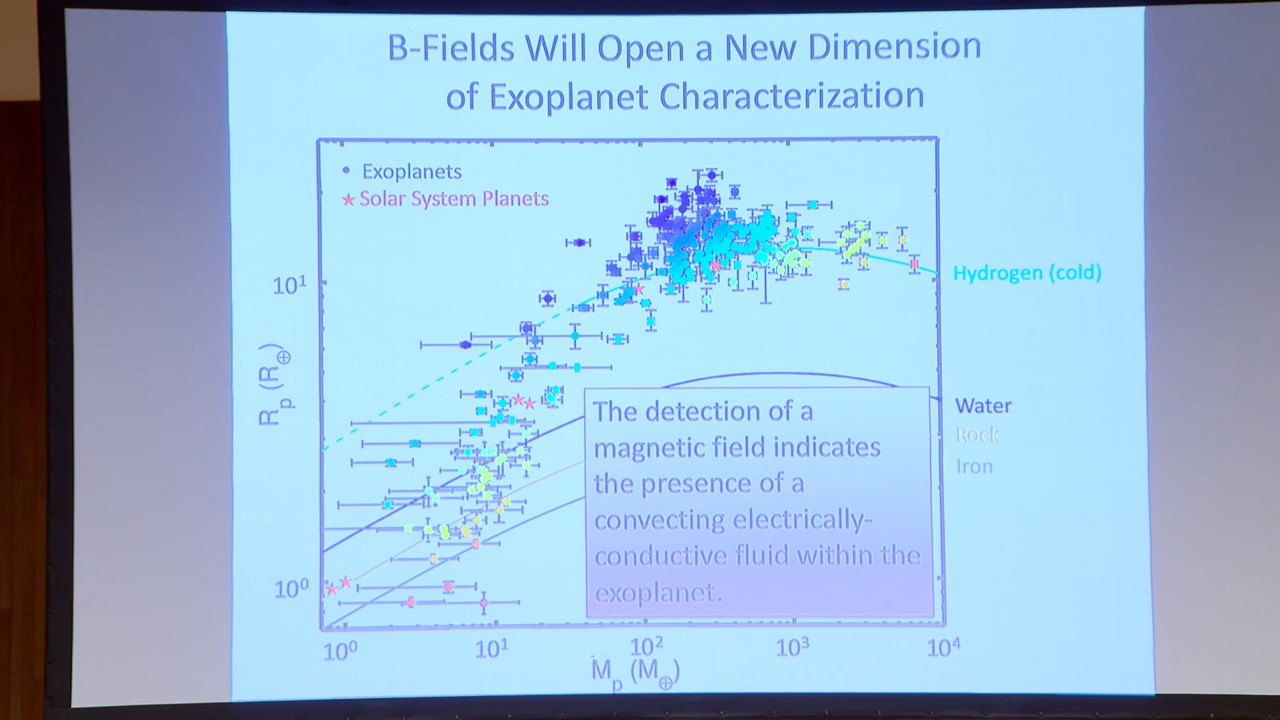 B-Fields Will Open a New Dimension
of Exoplanet Characterization
• Exoplanets
★ Solar System Planets
10¹
10⁰
R_p (R_⊕)
Hydrogen (cold)
Water
Rock
Iron
The detection of a
magnetic field indicates
the presence of a
convecting electrically-
conductive fluid within the
exoplanet.
10⁰ 10¹ 10² 10³ 10⁴
M_p (M_⊕)